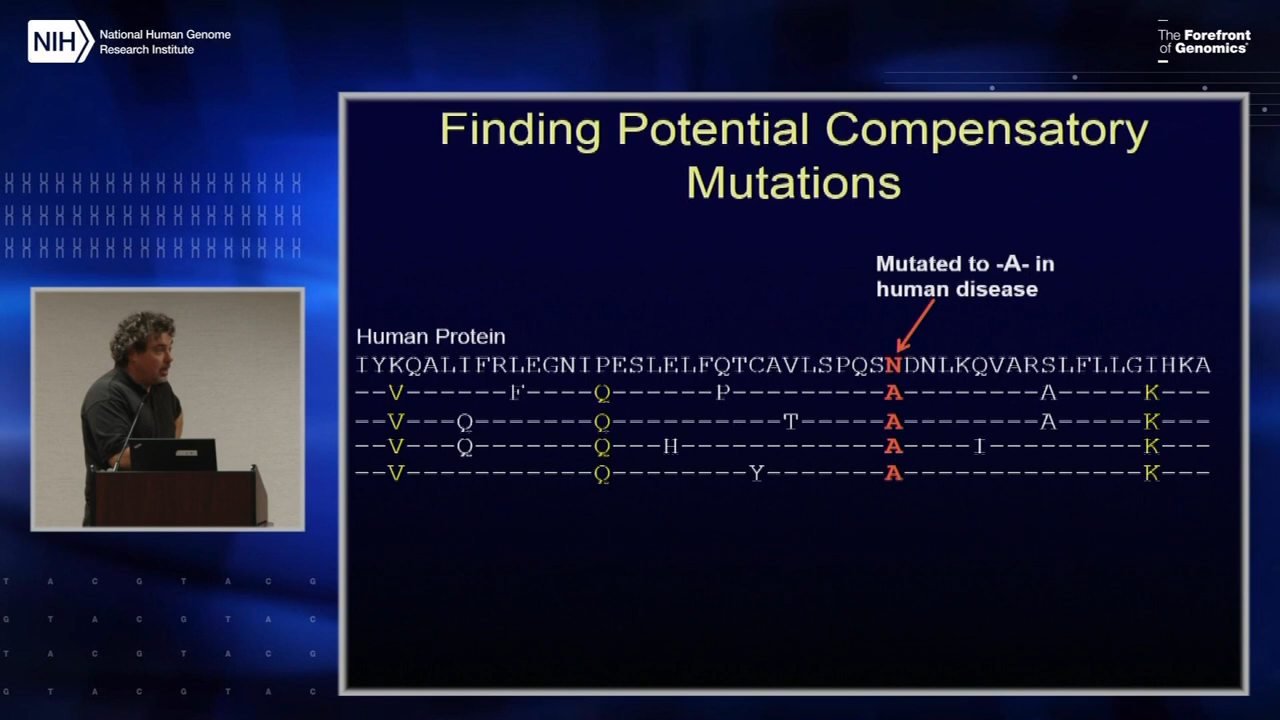 NIH
National Human Genome
Research Institute
The Forefront
of Genomics®
Finding Potential Compensatory
Mutations
Mutated to -A- in
human disease
Human Protein
IYKQALIFRLEGNIPESLELFQTCAVLSPQSNDNLKQVARSLFLLGIHKA
--V------F----Q------P---------A--------A-----K---
--V---Q-------Q----------T-----A--------A-----K---
--V---Q-------Q---H------------A----I---------K---
--V-----------Q--------Y-------A--------------K---
T A C G T A C G
G T A C G T A C
T A C G T A C G
G T A C G T A C